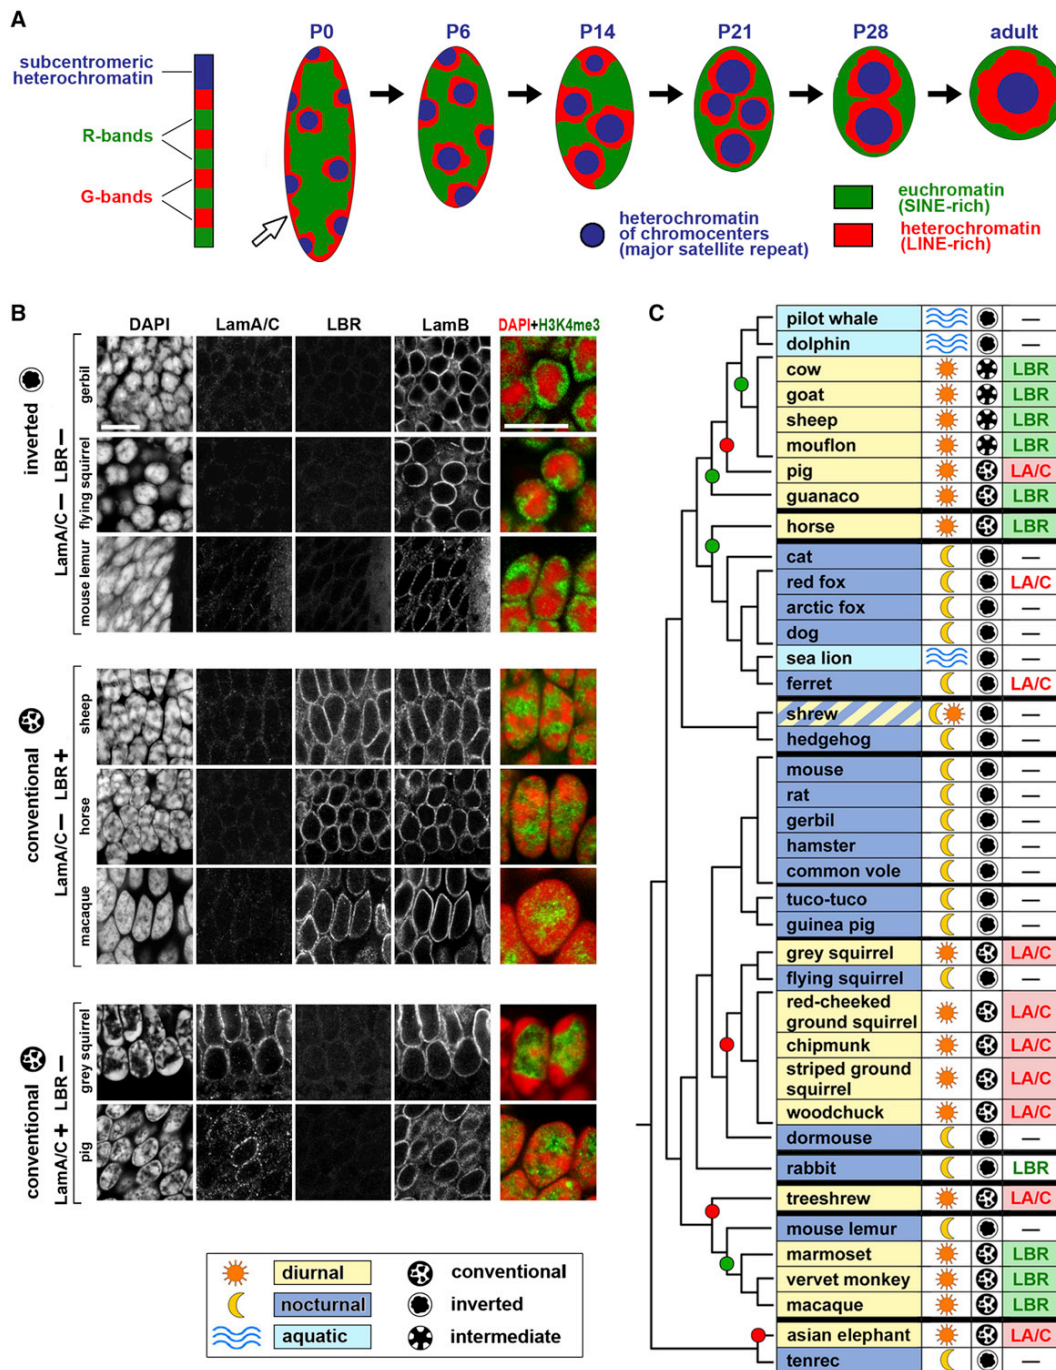 A
P0 P6 P14 P21 P28 adult
subcentromeric
heterochromatin
R-bands
G-bands
heterochromatin
of chromocenters
(major satellite repeat)
euchromatin
(SINE-rich)
heterochromatin
(LINE-rich)
B
DAPI LamA/C LBR LamB DAPI+H3K4me3
inverted
LamA/C − LBR −
gerbil
flying squirrel
mouse lemur
conventional
LamA/C − LBR +
sheep
horse
macaque
conventional
LamA/C + LBR −
grey squirrel
pig
C
pilot whale —
dolphin —
cow LBR
goat LBR
sheep LBR
mouflon LBR
pig LA/C
guanaco LBR
horse LBR
cat —
red fox LA/C
arctic fox —
dog —
sea lion —
ferret LA/C
shrew —
hedgehog —
mouse —
rat —
gerbil —
hamster —
common vole —
tuco-tuco —
guinea pig —
grey squirrel LA/C
flying squirrel —
red-cheeked
ground squirrel LA/C
chipmunk LA/C
striped ground
squirrel LA/C
woodchuck LA/C
dormouse —
rabbit LBR
treeshrew LA/C
mouse lemur —
marmoset LBR
vervet monkey LBR
macaque LBR
asian elephant LA/C
tenrec —
diurnal conventional
nocturnal inverted
aquatic intermediate